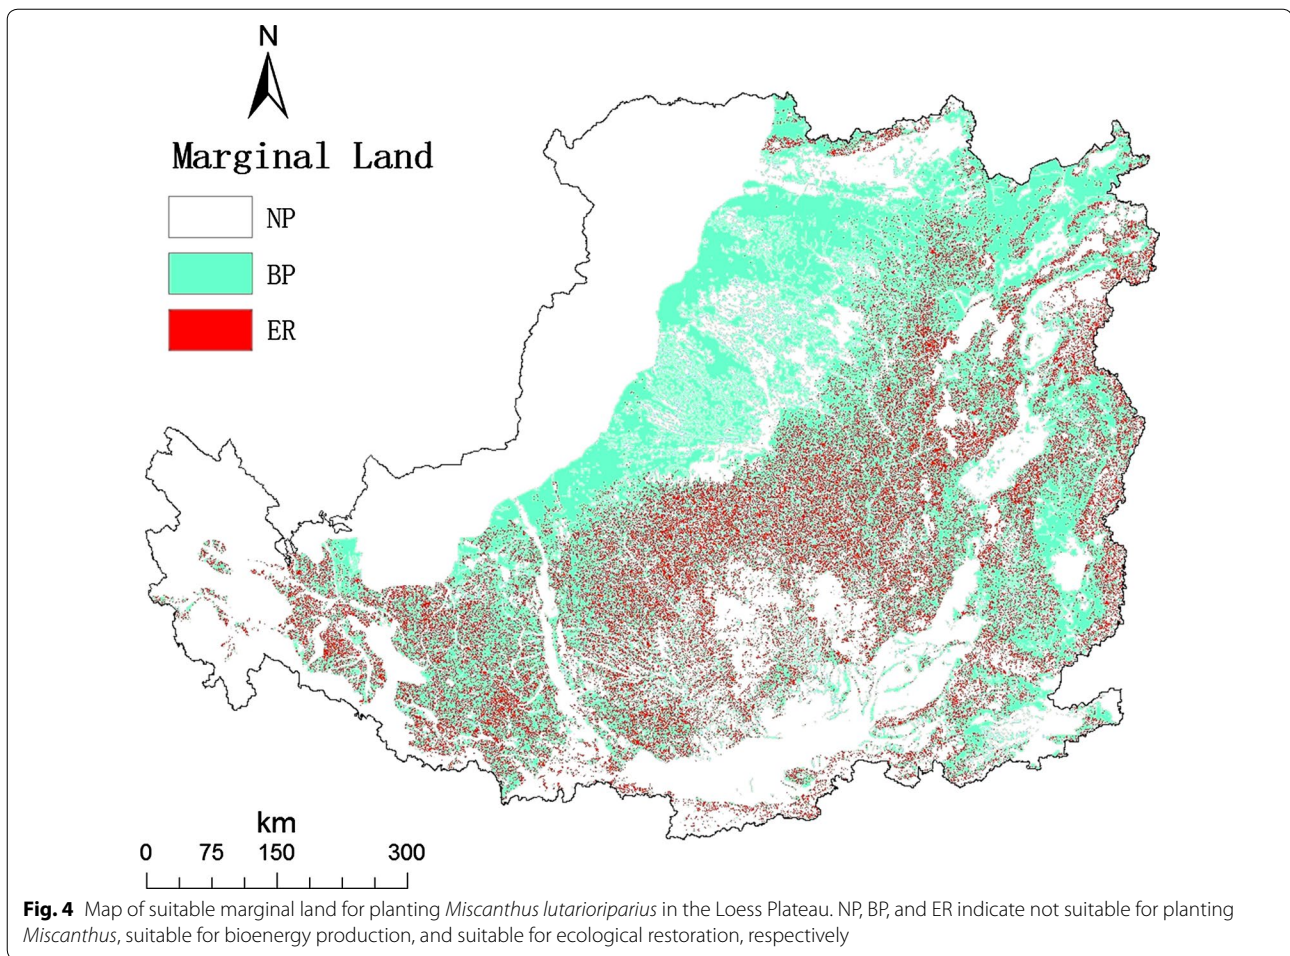 N
Marginal Land
NP
BP
ER
km
0 75 150 300
Fig. 4 Map of suitable marginal land for planting Miscanthus lutarioriparius in the Loess Plateau. NP, BP, and ER indicate not suitable for planting
Miscanthus, suitable for bioenergy production, and suitable for ecological restoration, respectively